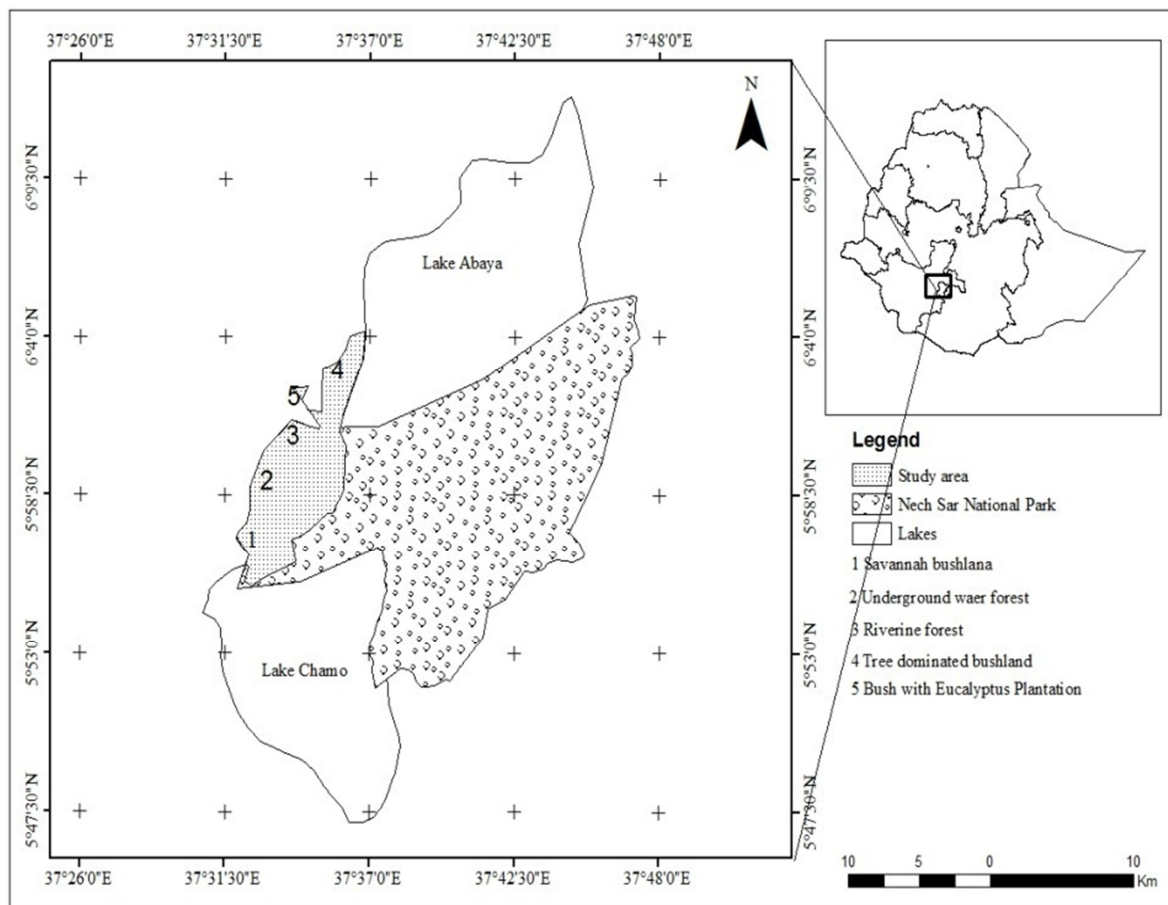 37°26'0"E 37°31'30"E 37°37'0"E 37°42'30"E 37°48'0"E
N
6°9'30"N 6°9'30"N
Lake Abaya
6°4'0"N 6°4'0"N
4
5
3
2
5°58'30"N 5°58'30"N
1
5°53'0"N 5°53'0"N
Lake Chamo
5°47'30"N 5°47'30"N
37°26'0"E 37°31'30"E 37°37'0"E 37°42'30"E 37°48'0"E
Legend
Study area
Nech Sar National Park
Lakes
1 Savannah bushlana
2 Underground waer forest
3 Riverine forest
4 Tree dominated bushland
5 Bush with Eucalyptus Plantation
10 5 0 10
Km